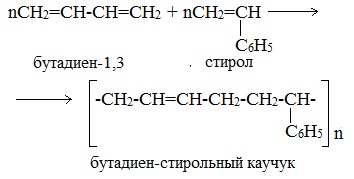 nCH2=CH-CH=CH2 + nCH2=CH
C6H5
бутадиен-1,3 . стирол
-CH2-CH=CH-CH2-CH2-CH-
C6H5
n
бутадиен-стирольный каучук